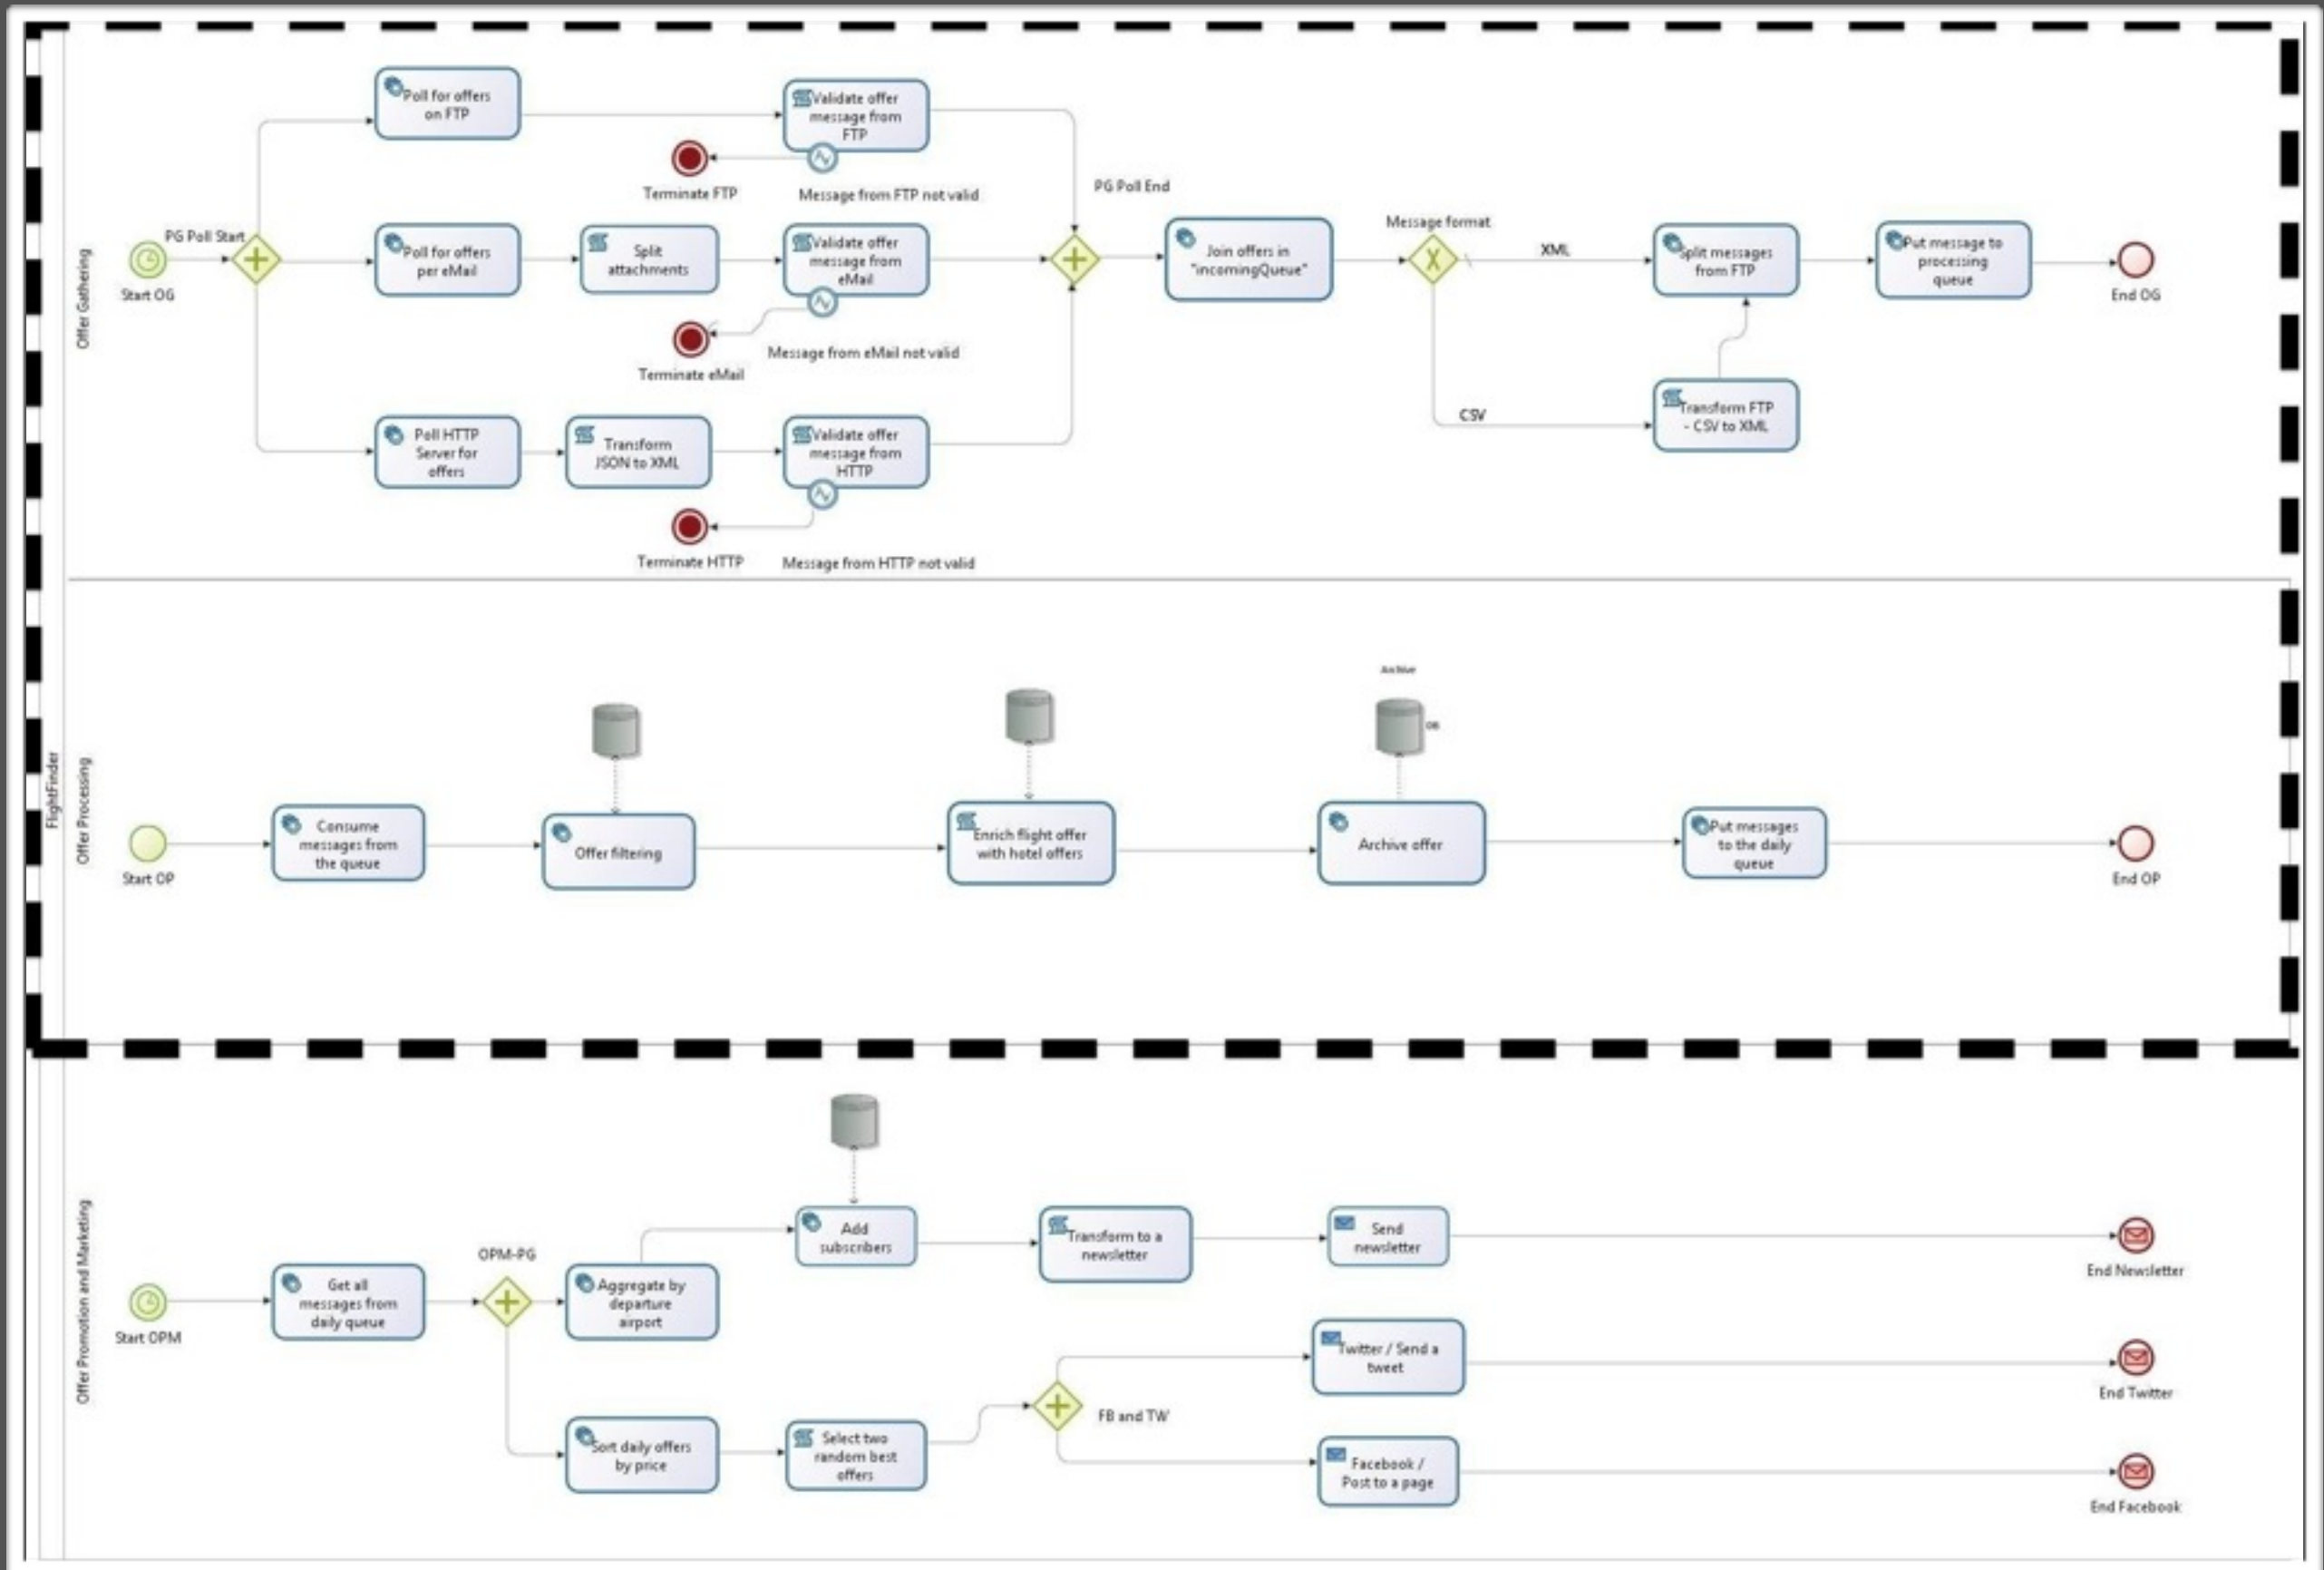 FlightFinder
Offer Gathering
Start OG
PG Poll Start
Poll for offers
on FTP
Validate offer
message from
FTP
Terminate FTP
Message from FTP not valid
Poll for offers
per eMail
Split
attachments
Validate offer
message from
eMail
Terminate eMail
Message from eMail not valid
Poll HTTP
Server for
offers
Transform
JSON to XML
Validate offer
message from
HTTP
Terminate HTTP
Message from HTTP not valid
PG Poll End
Join offers in
"incomingQueue"
Message format
XML
CSV
Split messages
from FTP
Transform FTP
- CSV to XML
Put message to
processing
queue
End OG
Offer Processing
Start OP
Consume
messages from
the queue
Offer filtering
Enrich flight offer
with hotel offers
Archive
DB
Archive offer
Put messages
to the daily
queue
End OP
Offer Promotion and Marketing
Start OPM
Get all
messages from
daily queue
OPM-PG
Aggregate by
departure
airport
Add
subscribers
Transform to a
newsletter
Send
newsletter
End Newsletter
Sort daily offers
by price
Select two
random best
offers
FB and TW
Twitter / Send a
tweet
End Twitter
Facebook /
Post to a page
End Facebook